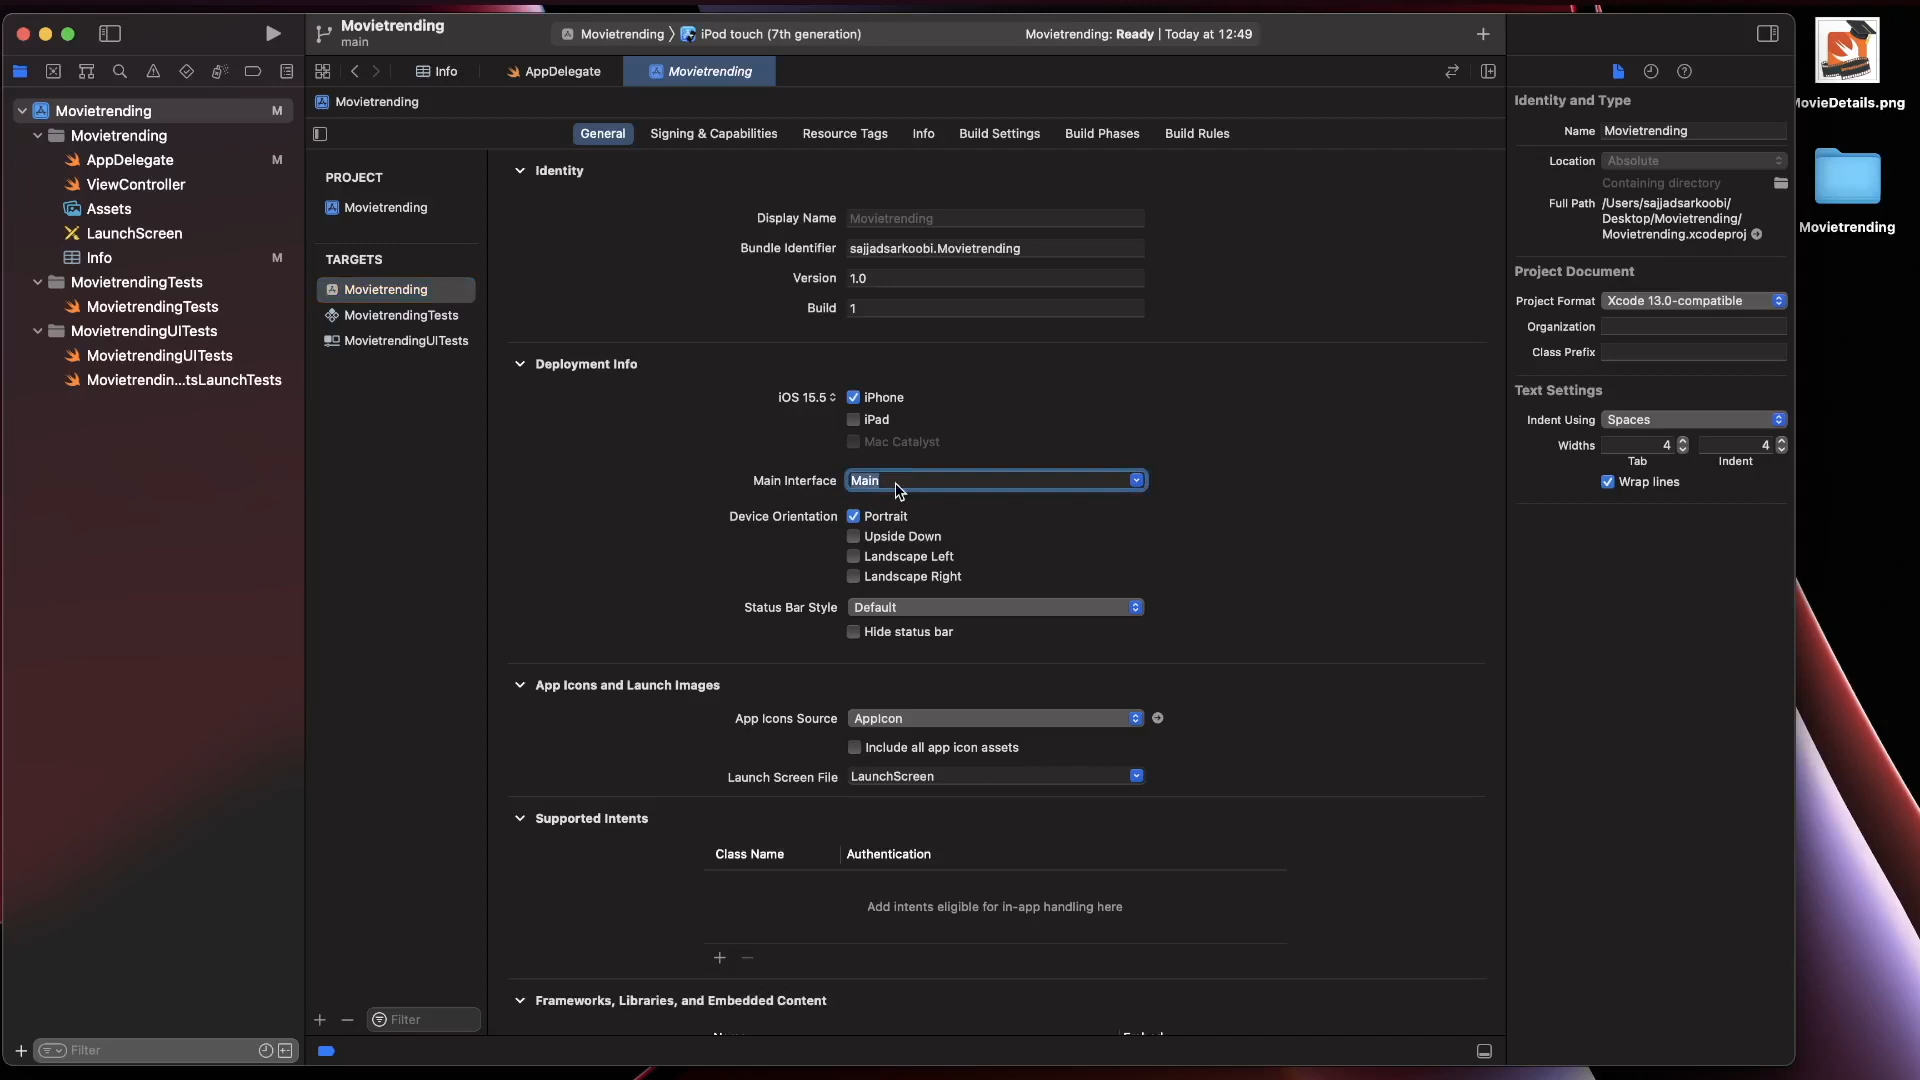 Movietrending
main
Movietrending
iPod touch (7th generation)
Movietrending: Ready | Today at 12:49
Info
AppDelegate
Movietrending
Movietrending
General
Signing & Capabilities
Resource Tags
Info
Build Settings
Build Phases
Build Rules
Movietrending M
Movietrending
AppDelegate M
ViewController
Assets
LaunchScreen
Info M
MovietrendingTests
MovietrendingTests
MovietrendingUITests
MovietrendingUITests
Movietrendin...tsLaunchTests
Filter
PROJECT
Movietrending
TARGETS
Movietrending
MovietrendingTests
MovietrendingUITests
Filter
Identity
Display Name Movietrending
Bundle Identifier sajjadsarkoobi.Movietrending
Version 1.0
Build 1
Deployment Info
iOS 15.5 iPhone
iPad
Mac Catalyst
Main Interface Main
Device Orientation Portrait
Upside Down
Landscape Left
Landscape Right
Status Bar Style Default
Hide status bar
App Icons and Launch Images
App Icons Source AppIcon
Include all app icon assets
Launch Screen File LaunchScreen
Supported Intents
Class Name Authentication
Add intents eligible for in-app handling here
Frameworks, Libraries, and Embedded Content
Identity and Type
Name Movietrending
Location Absolute
Containing directory
Full Path /Users/sajjadsarkoobi/
Desktop/Movietrending/
Movietrending.xcodeproj
Project Document
Project Format Xcode 13.0-compatible
Organization
Class Prefix
Text Settings
Indent Using Spaces
Widths 4 4
Tab Indent
Wrap lines
ovieDetails.png
Movietrending